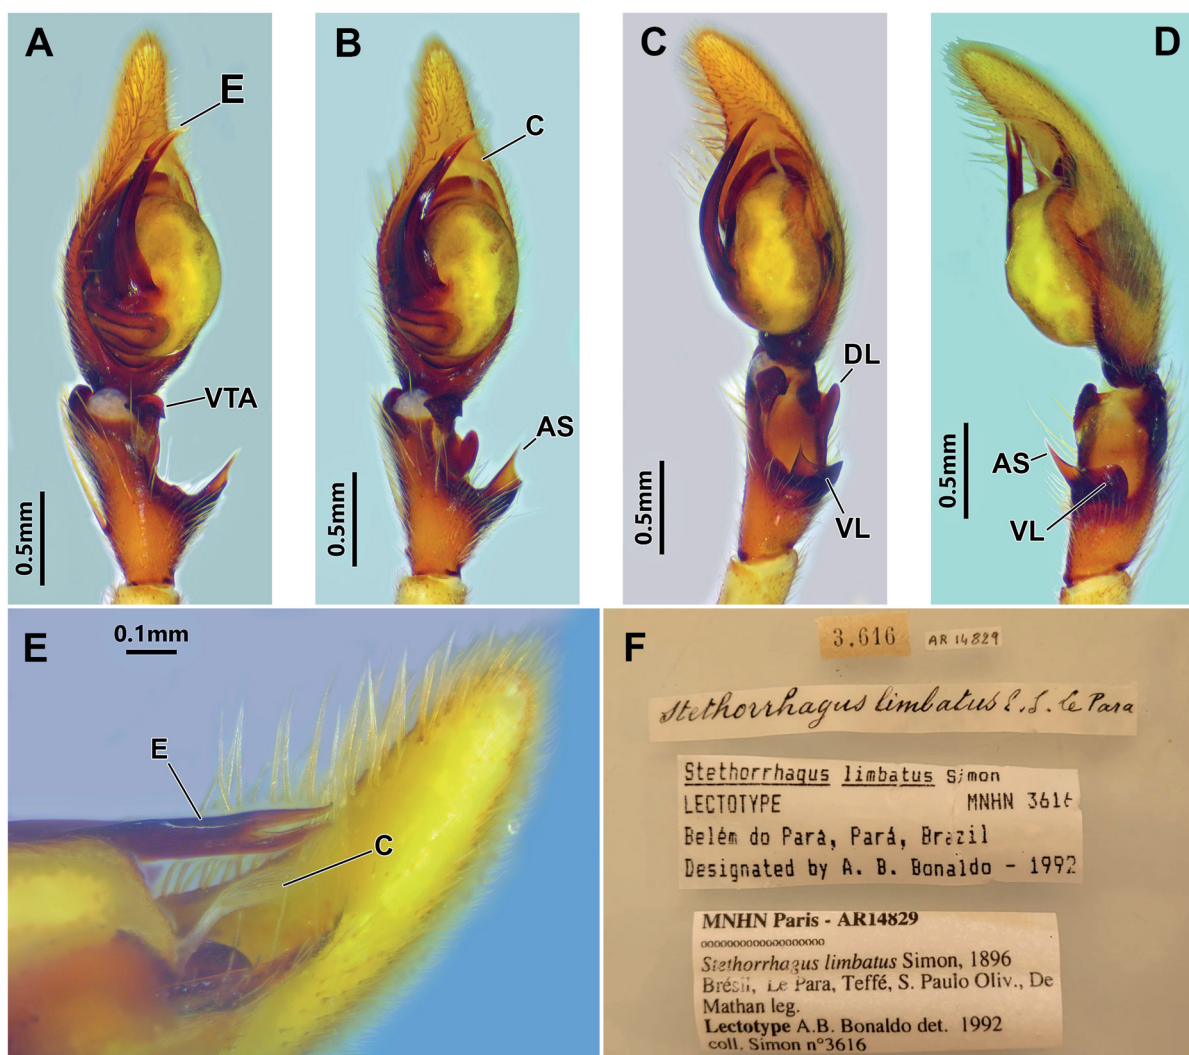 A
E
VTA
0.5mm
B
C
AS
0.5mm
C
DL
VL
0.5mm
D
AS
VL
0.5mm
E
0.1mm
E
C
F
3.616
AR 14829
Stethorrhagus limbatus E. S. Le Para
Stethorrhagus limbatus Simon
LECTOTYPE MNHN 3616
Belém do Pará, Pará, Brazil
Designated by A. B. Bonaldo - 1992
MNHN Paris - AR14829
ooooooooooooooooooo
Stethorrhagus limbatus Simon, 1896
Brésil, Le Para, Teffé, S. Paulo Oliv., De
Mathan leg.
Lectotype A.B. Bonaldo det. 1992
coll. Simon n°3616